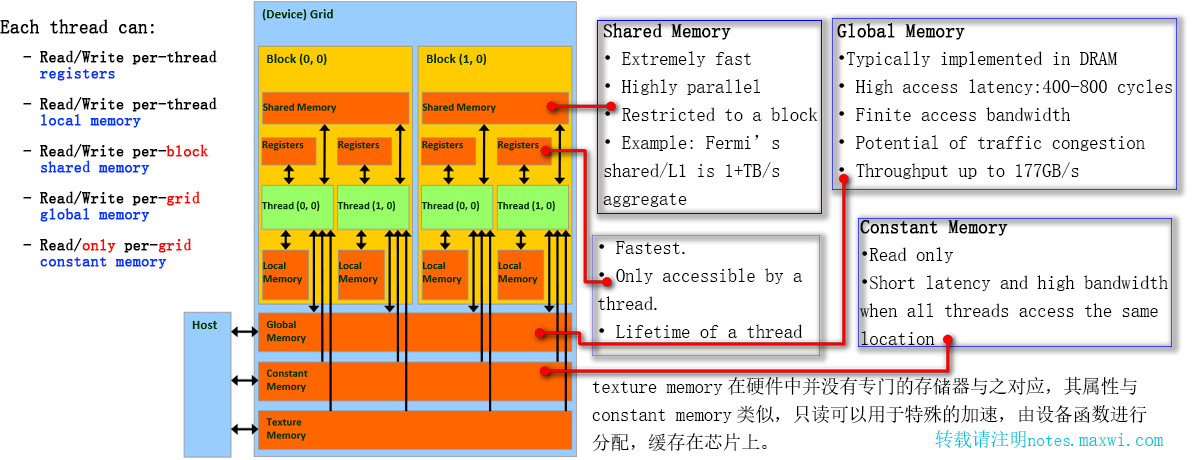 Each thread can:
- Read/Write per-thread
registers
- Read/Write per-thread
local memory
- Read/Write per-block
shared memory
- Read/Write per-grid
global memory
- Read/only per-grid
constant memory
(Device) Grid
Block (0, 0)
Shared Memory
Registers
Registers
Thread (0, 0)
Thread (1, 0)
Local
Memory
Local
Memory
Block (1, 0)
Shared Memory
Registers
Registers
Thread (0, 0)
Thread (1, 0)
Local
Memory
Local
Memory
Host
Global
Memory
Constant
Memory
Texture
Memory
Shared Memory
• Extremely fast
• Highly parallel
• Restricted to a block
• Example: Fermi’s
shared/L1 is 1+TB/s
aggregate
• Fastest.
• Only accessible by a
thread.
• Lifetime of a thread
Global Memory
•Typically implemented in DRAM
• High access latency:400-800 cycles
• Finite access bandwidth
• Potential of traffic congestion
• Throughput up to 177GB/s
Constant Memory
•Read only
•Short latency and high bandwidth
when all threads access the same
location
texture memory 在硬件中并没有专门的存储器与之对应，其属性与
constant memory 类似，只读可以用于特殊的加速，由设备函数进行
分配，缓存在芯片上。
转载请注明notes.maxwi.com